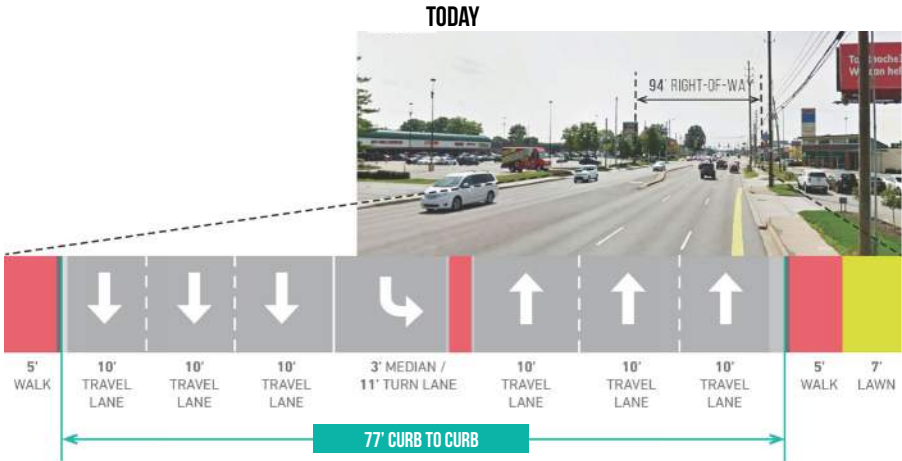 TODAY
94' RIGHT-OF-WAY
5'
WALK
10'
TRAVEL
LANE
10'
TRAVEL
LANE
10'
TRAVEL
LANE
3' MEDIAN /
11' TURN LANE
10'
TRAVEL
LANE
10'
TRAVEL
LANE
10'
TRAVEL
LANE
5'
WALK
7'
LAWN
77' CURB TO CURB